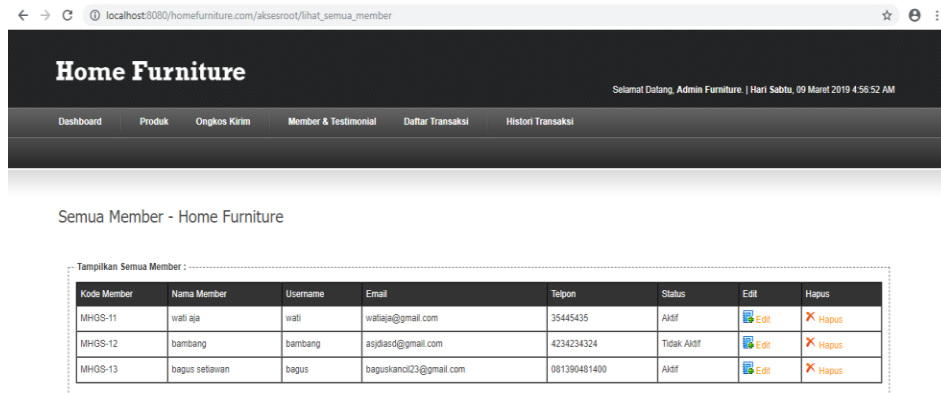 localhost:8080/homefurniture.com/aksesroot/lihat_semua_member
Home Furniture
Selamat Datang, Admin Furniture. | Hari Sabtu, 09 Maret 2019 4:56:52 AM
Dashboard Produk Ongkos Kirim Member & Testimonial Daftar Transaksi Histori Transaksi
Semua Member - Home Furniture
Tampilkan Semua Member :
Kode Member Nama Member Username Email Telpon Status Edit Hapus
MHGS-11 wati aja wati watiaja@gmail.com 35445435 Aktif Edit Hapus
MHGS-12 bambang bambang asjdiasd@gmail.com 4234234324 Tidak Aktif Edit Hapus
MHGS-13 bagus setiawan bagus baguskancil23@gmail.com 081390481400 Aktif Edit Hapus